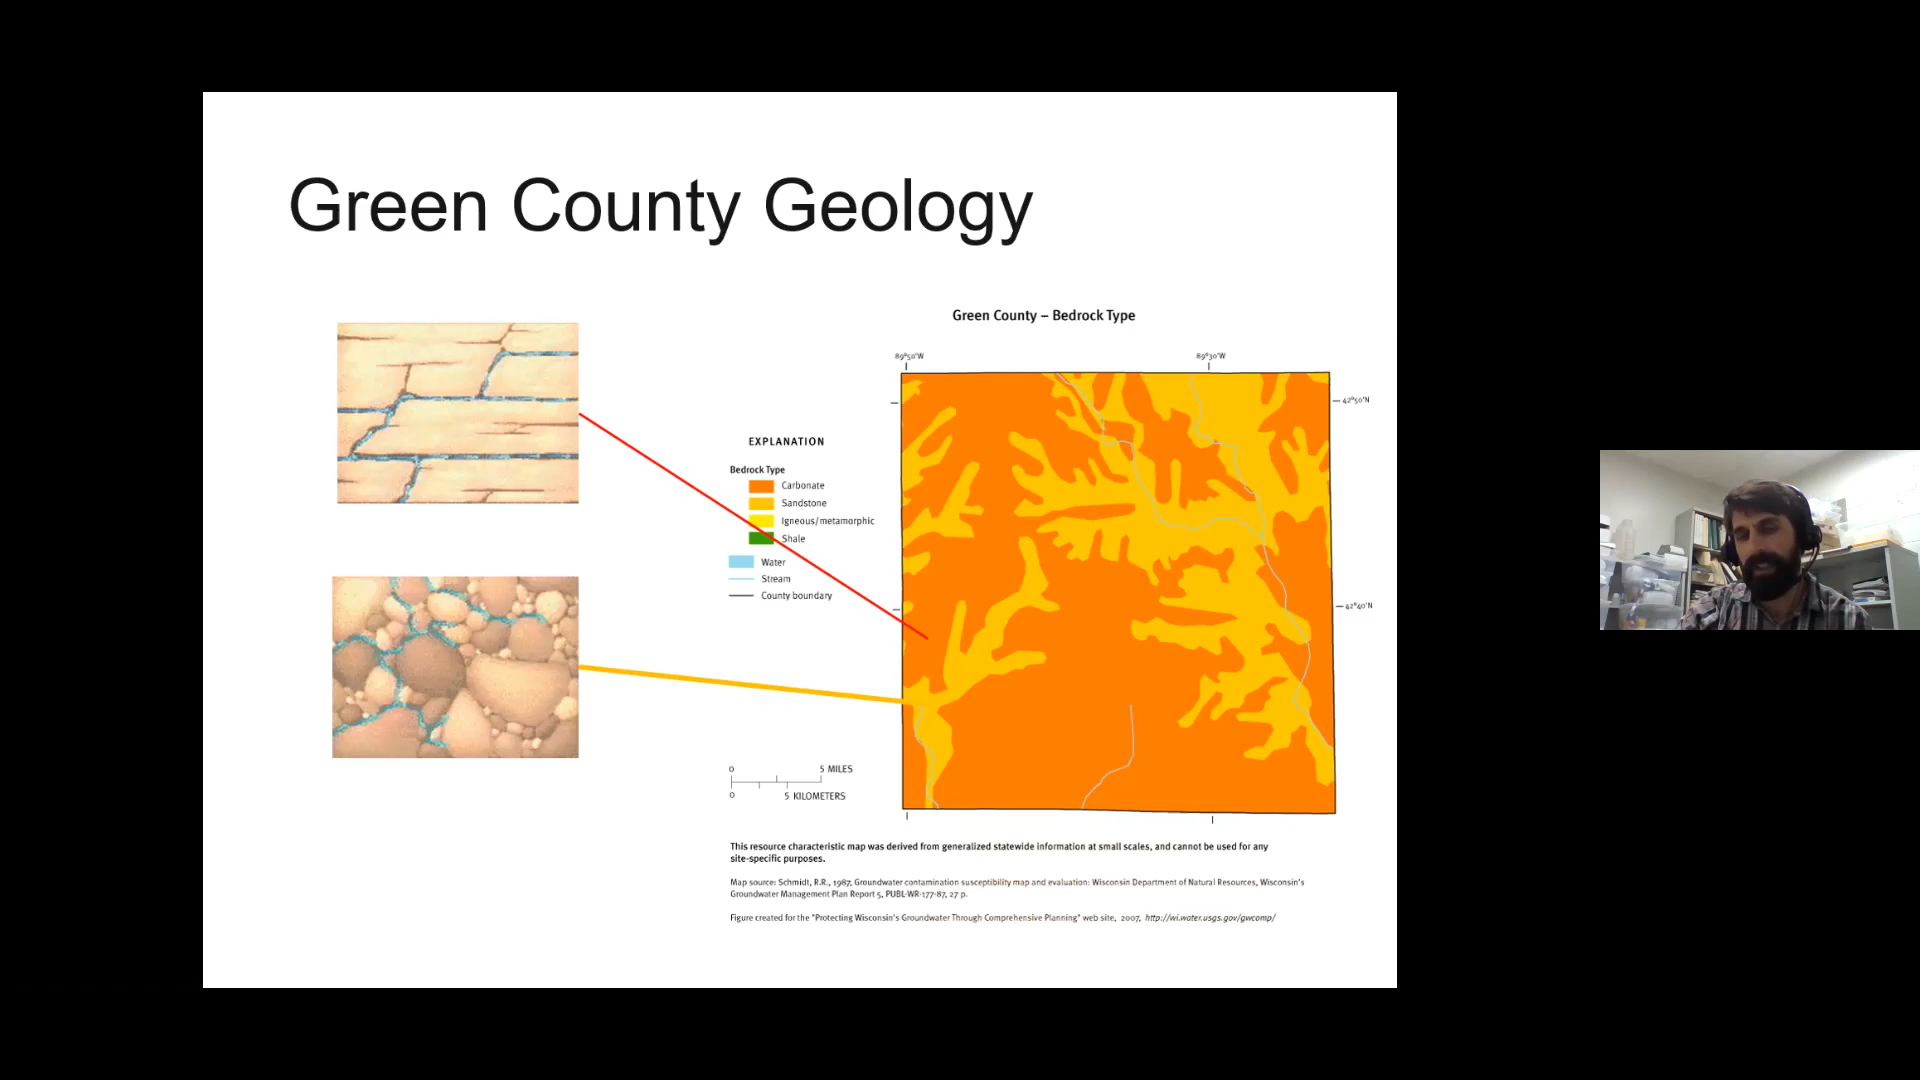 Green County Geology
Green County – Bedrock Type
89°50'W
89°30'W
42°50'N
EXPLANATION
Bedrock Type
Carbonate
Sandstone
Igneous/metamorphic
Shale
Water
Stream
County boundary
42°40'N
0 5 MILES
0 5 KILOMETERS
This resource characteristic map was derived from generalized statewide information at small scales, and cannot be used for any
site-specific purposes.
Map source: Schmidt, R.R., 1987, Groundwater contamination susceptibility map and evaluation: Wisconsin Department of Natural Resources, Wisconsin's
Groundwater Management Plan Report 5, PUBL-WR-177-87, 27 p.
Figure created for the "Protecting Wisconsin's Groundwater Through Comprehensive Planning" web site, 2007, http://wi.water.usgs.gov/gwcomp/